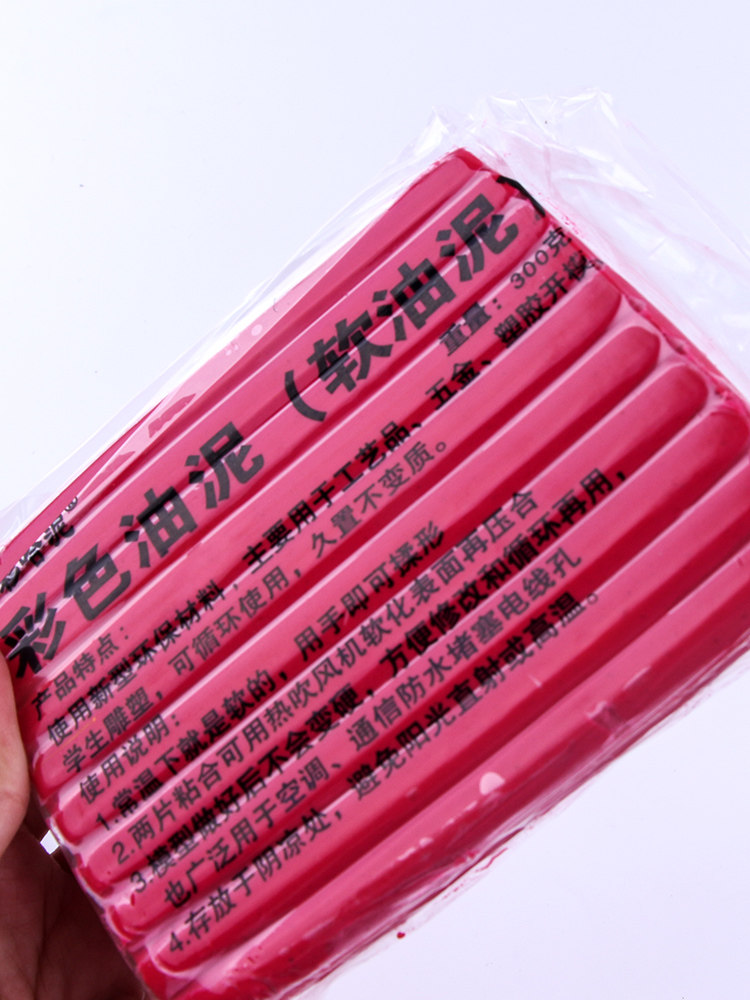 彩色油泥（软油泥）
重量：300克
产品特点：
使用新型环保材料，主要用于工艺品、五金、塑胶开模
学生雕塑，可循环使用，久置不变质。
使用说明：
1.常温下就是软的，用手即可揉形
2.两片粘合可用热吹风机软化表面再压合
3.模型做好后不会变硬，方便修改和循环再用，
也广泛用于空调、通信防水堵塞电线孔
4.存放于阴凉处，避免阳光直射或高温。